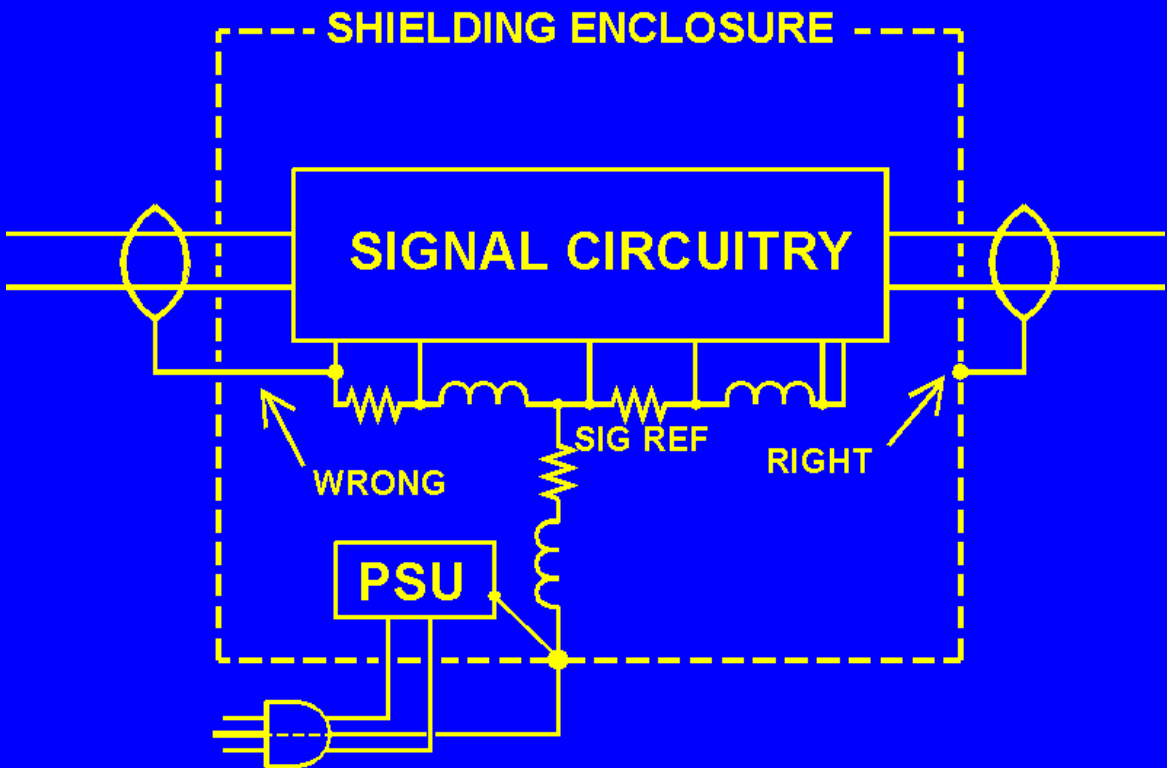 SHIELDING ENCLOSURE
SIGNAL CIRCUITRY
SIG REF
WRONG
RIGHT
PSU